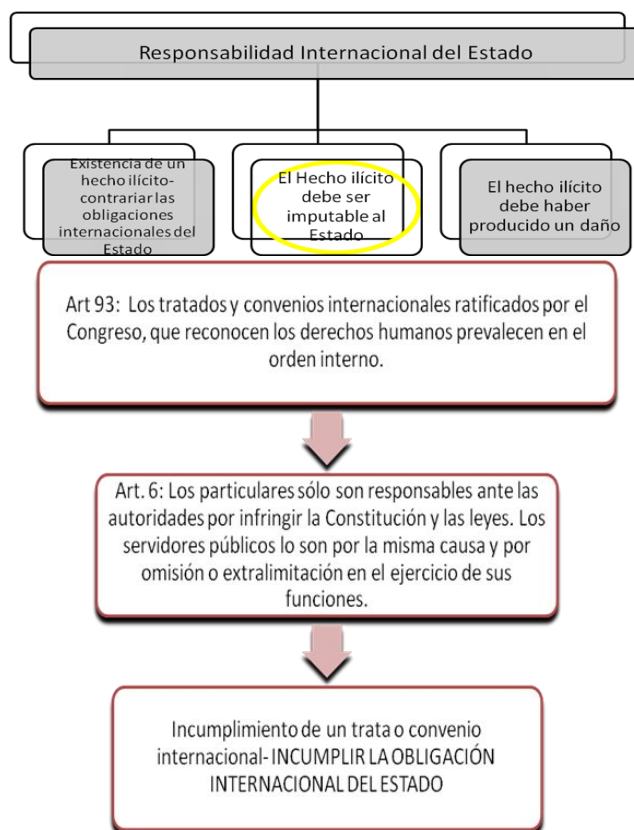 Responsabilidad Internacional del Estado
Existencia de un
hecho ilícito-
contrariar las
obligaciones
internacionales del
Estado
El Hecho ilícito
debe ser
imputable al
Estado
El hecho ilícito
debe haber
producido un daño
Art 93: Los tratados y convenios internacionales ratificados por el
Congreso, que reconocen los derechos humanos prevalecen en el
orden interno.
Art. 6: Los particulares sólo son responsables ante las
autoridades por infringir la Constitución y las leyes. Los
servidores públicos lo son por la misma causa y por
omisión o extralimitación en el ejercicio de sus
funciones.
Incumplimiento de un trata o convenio
internacional- INCUMPLIR LA OBLIGACIÓN
INTERNACIONAL DEL ESTADO